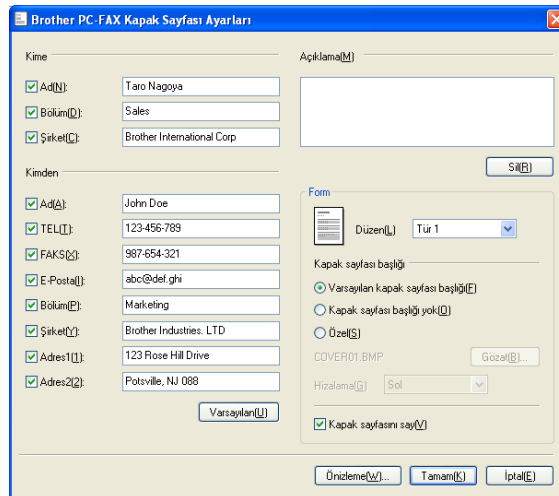 Brother PC-FAX Kapak Sayfası Ayarları
Kime
Ad(N): Taro Nagoya
Bölüm(D): Sales
Şirket(C): Brother International Corp
Kimden
Ad(A): John Doe
TEL(T): 123-456-789
FAKS(X): 987-654-321
E-Posta(I): abc@def.ghi
Bölüm(P): Marketing
Şirket(Y): Brother Industries. LTD
Adres1(1): 123 Rose Hill Drive
Adres2(2): Potsville, NJ 088
Varsayılan(U)
Açıklama(M)
Sil(R)
Form
Düzen(L) Tür 1
Kapak sayfası başlığı
Varsayılan kapak sayfası başlığı(F)
Kapak sayfası başlığı yok(O)
Özel(S)
COVER01.BMP Gözat(B)...
Hizalama(G) Sol
Kapak sayfasını say(V)
Önizleme(W)... Tamam(K) İptal(E)